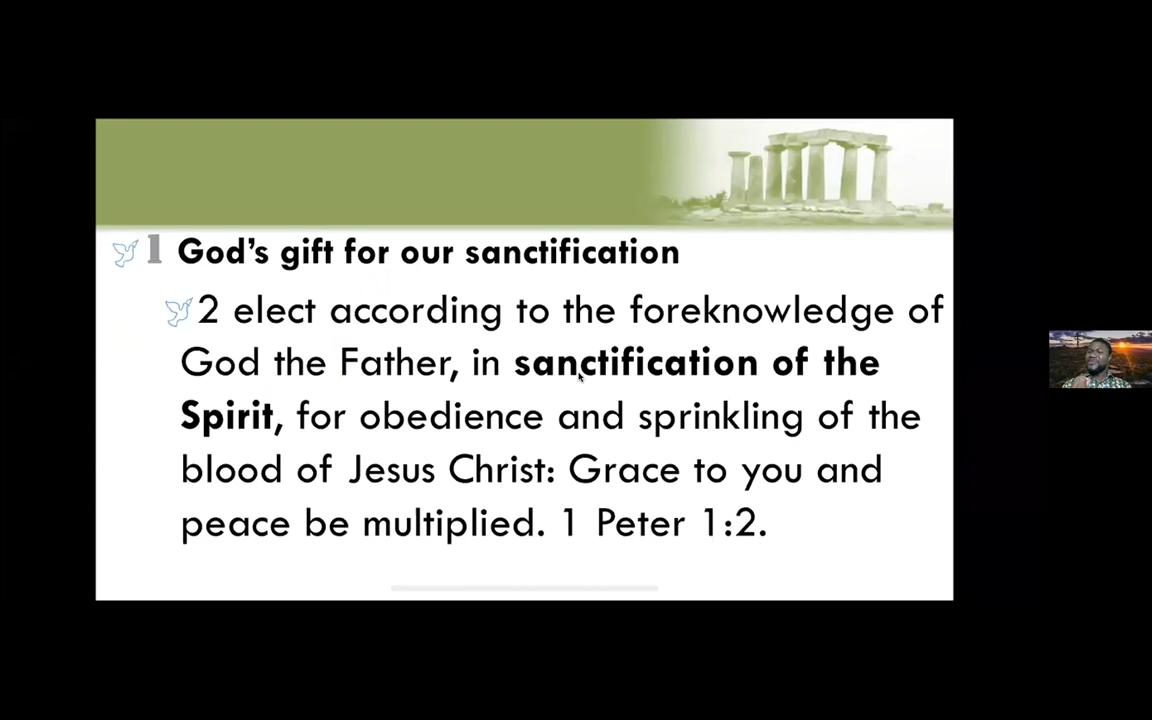 1 God’s gift for our sanctification
2 elect according to the foreknowledge of
God the Father, in sanctification of the
Spirit, for obedience and sprinkling of the
blood of Jesus Christ: Grace to you and
peace be multiplied. 1 Peter 1:2.